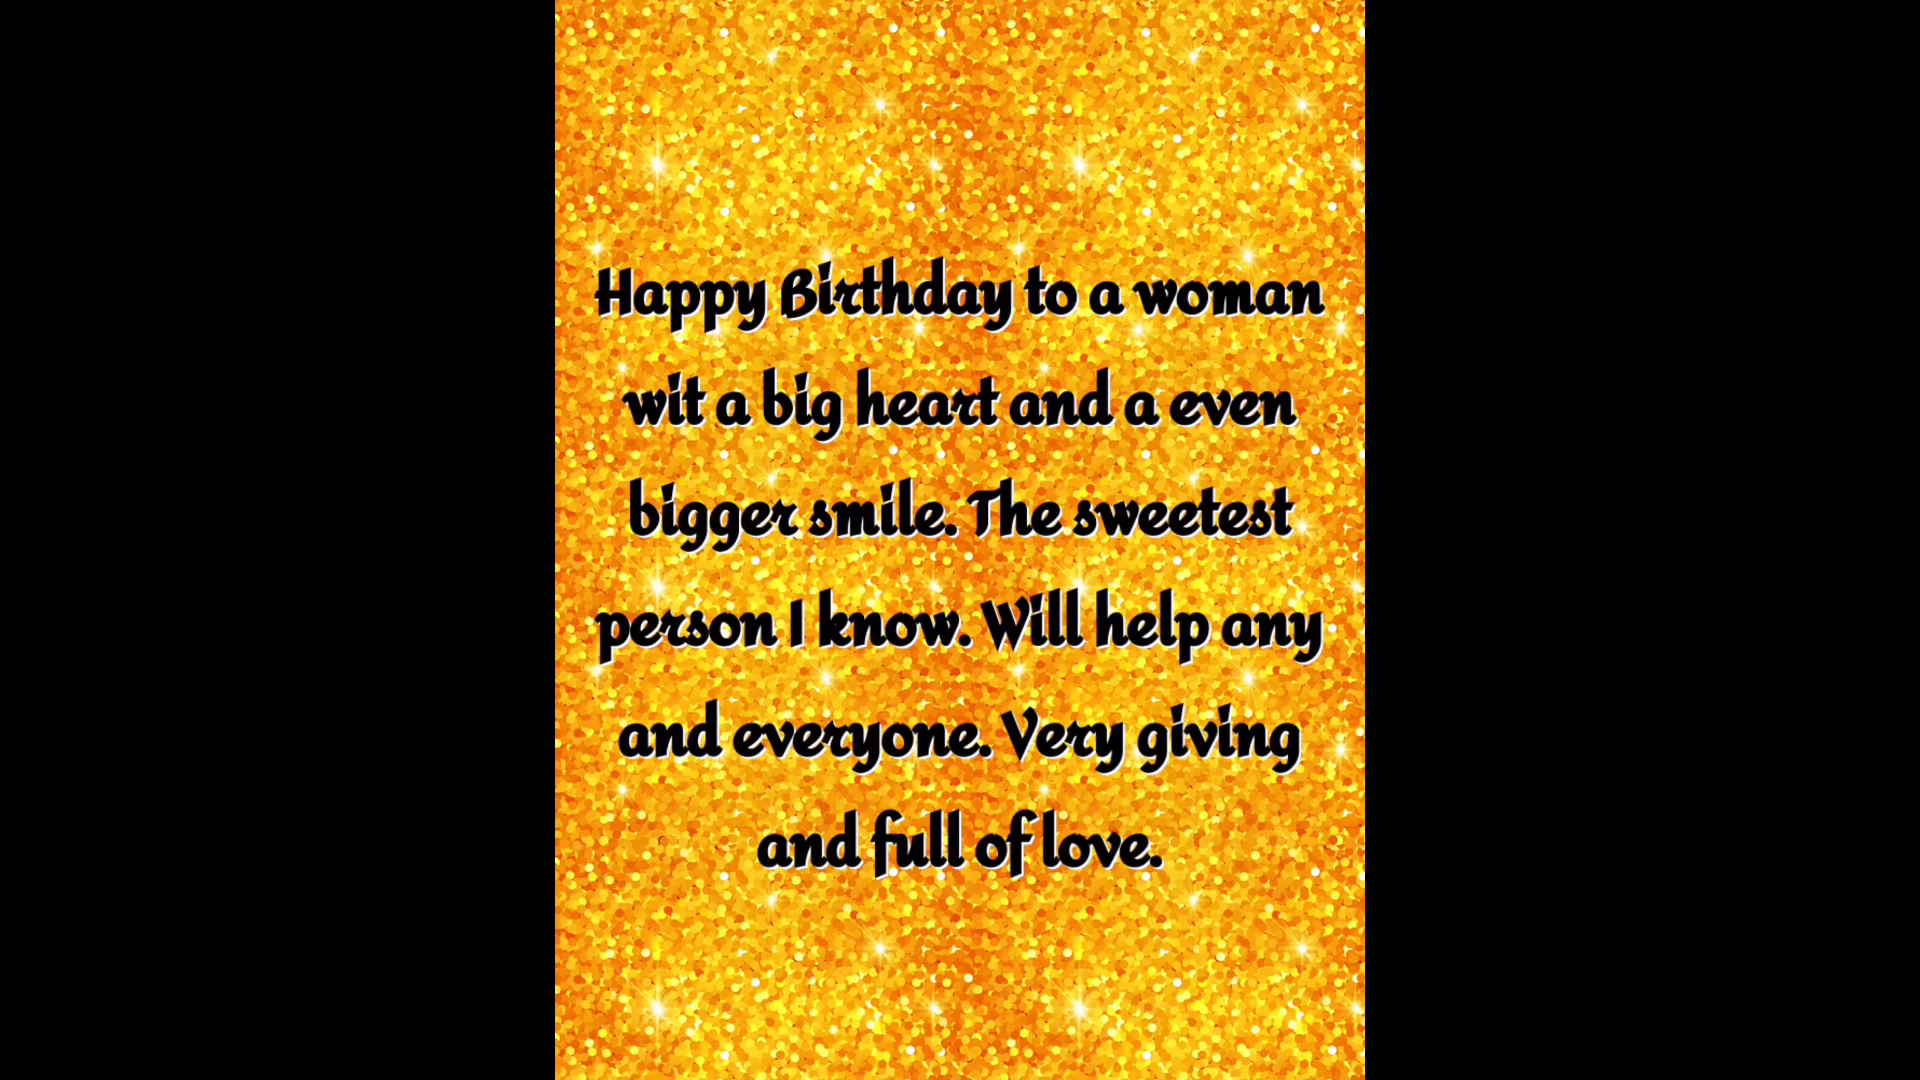 Happy Birthday to a woman
wit a big heart and a even
bigger smile. The sweetest
person I know. Will help any
and everyone. Very giving
and full of love.